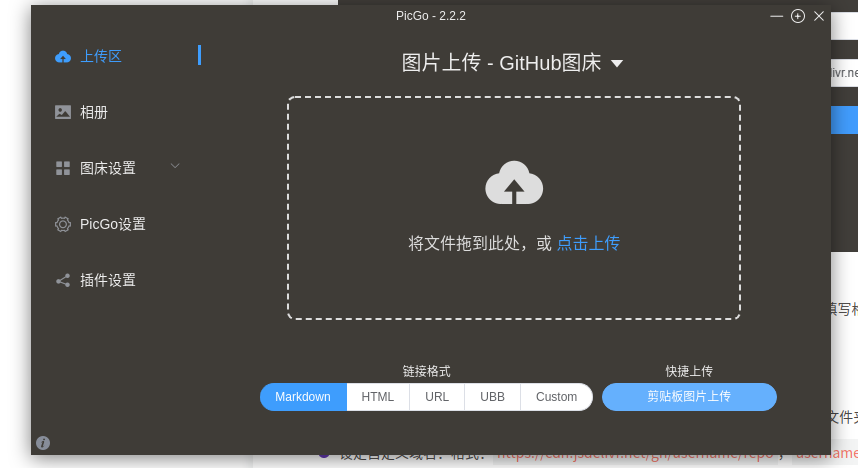 PicGo - 2.2.2
上传区
图片上传 - GitHub图床
livr.ne
相册
图床设置
PicGo设置
将文件拖到此处，或 点击上传
插件设置
填写
链接格式
快捷上传
Markdown
HTML
URL
UBB
Custom
剪贴板图片上传
文件夹
username